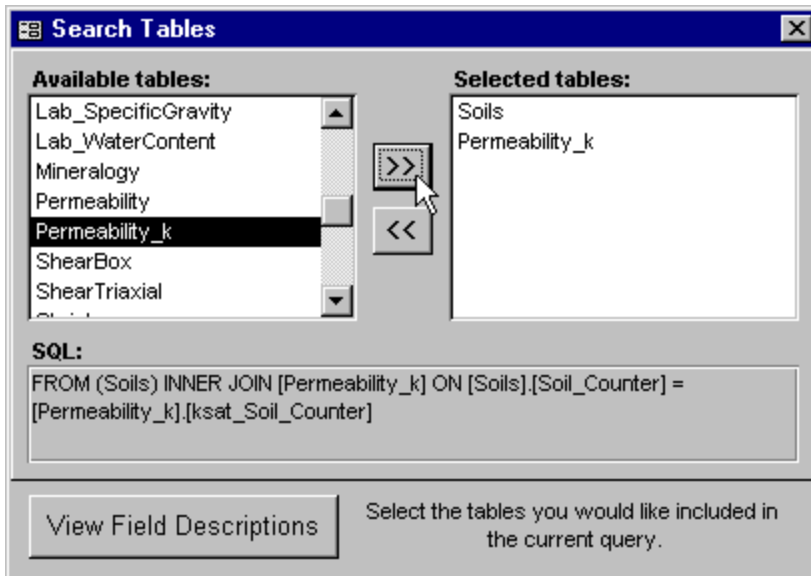 Search Tables
Available tables:
Lab_SpecificGravity
Lab_WaterContent
Mineralogy
Permeability
Permeability_k
ShearBox
ShearTriaxial
>>
<<
Selected tables:
Soils
Permeability_k
SQL:
FROM (Soils) INNER JOIN [Permeability_k] ON [Soils].[Soil_Counter] =
[Permeability_k].[ksat_Soil_Counter]
View Field Descriptions
Select the tables you would like included in
the current query.